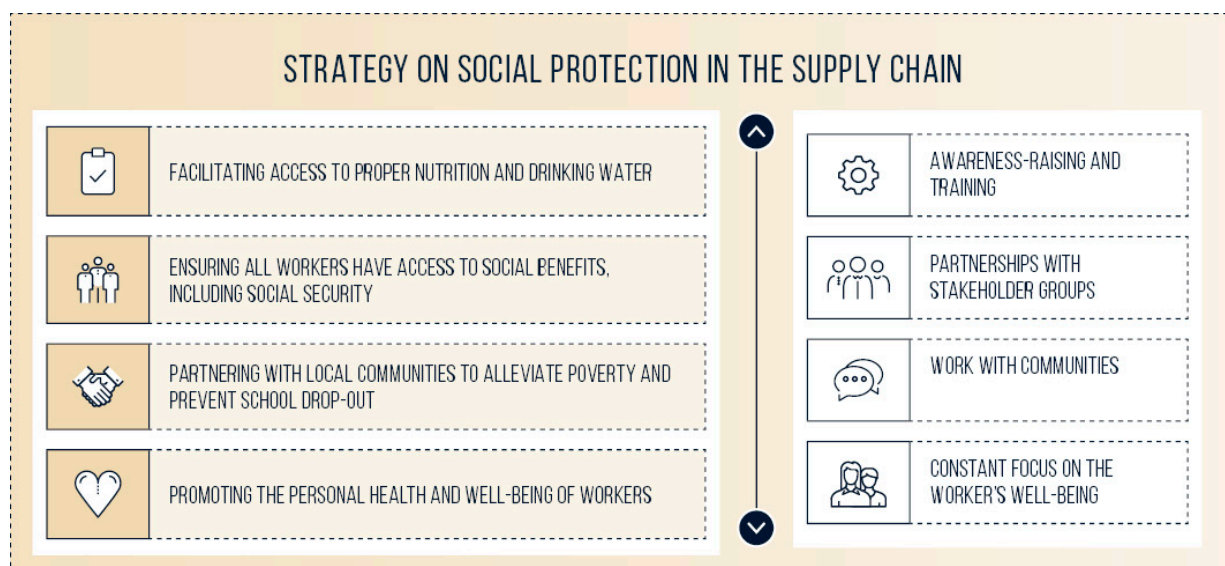 STRATEGY ON SOCIAL PROTECTION IN THE SUPPLY CHAIN
FACILITATING ACCESS TO PROPER NUTRITION AND DRINKING WATER
ENSURING ALL WORKERS HAVE ACCESS TO SOCIAL BENEFITS,
INCLUDING SOCIAL SECURITY
PARTNERING WITH LOCAL COMMUNITIES TO ALLEVIATE POVERTY AND
PREVENT SCHOOL DROP-OUT
PROMOTING THE PERSONAL HEALTH AND WELL-BEING OF WORKERS
AWARENESS-RAISING AND
TRAINING
PARTNERSHIPS WITH
STAKEHOLDER GROUPS
WORK WITH COMMUNITIES
CONSTANT FOCUS ON THE
WORKER'S WELL-BEING